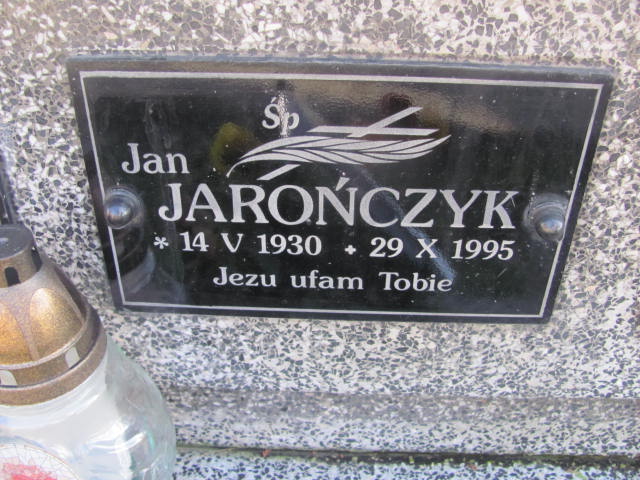 Śp
Jan
JAROŃCZYK
* 14 V 1930 + 29 X 1995
Jezu ufam Tobie